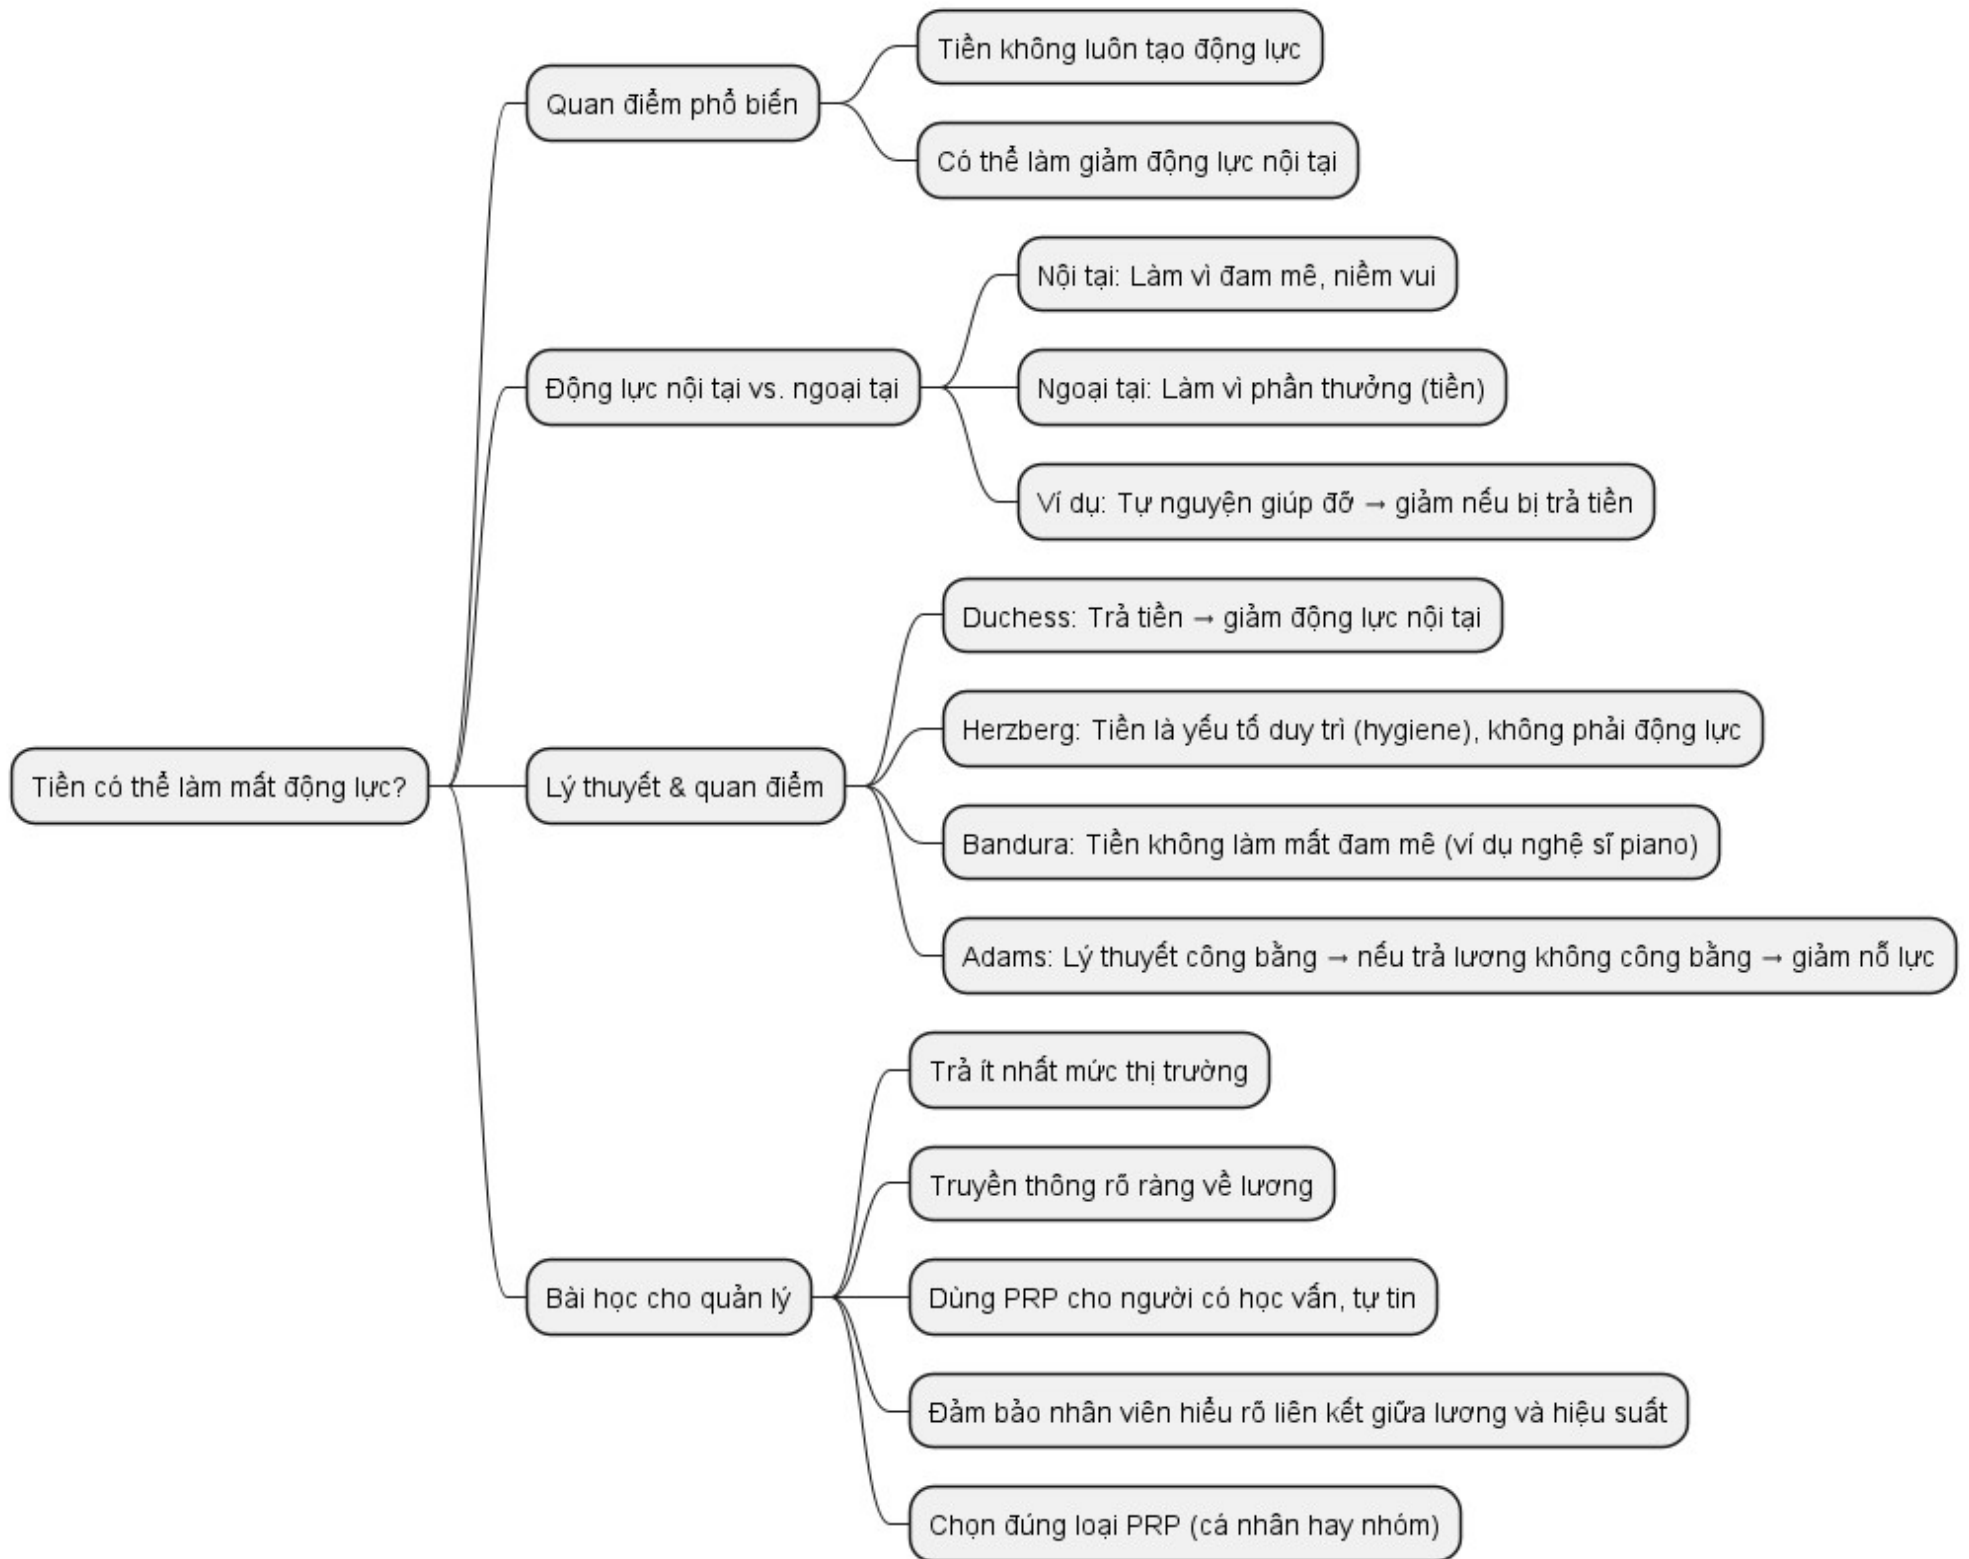 Tiền có thể làm mất động lực?
Quan điểm phổ biến
Tiền không luôn tạo động lực
Có thể làm giảm động lực nội tại
Động lực nội tại vs. ngoại tại
Nội tại: Làm vì đam mê, niềm vui
Ngoại tại: Làm vì phần thưởng (tiền)
Ví dụ: Tự nguyện giúp đỡ → giảm nếu bị trả tiền
Lý thuyết & quan điểm
Duchess: Trả tiền → giảm động lực nội tại
Herzberg: Tiền là yếu tố duy trì (hygiene), không phải động lực
Bandura: Tiền không làm mất đam mê (ví dụ nghệ sĩ piano)
Adams: Lý thuyết công bằng → nếu trả lương không công bằng → giảm nỗ lực
Bài học cho quản lý
Trả ít nhất mức thị trường
Truyền thông rõ ràng về lương
Dùng PRP cho người có học vấn, tự tin
Đảm bảo nhân viên hiểu rõ liên kết giữa lương và hiệu suất
Chọn đúng loại PRP (cá nhân hay nhóm)